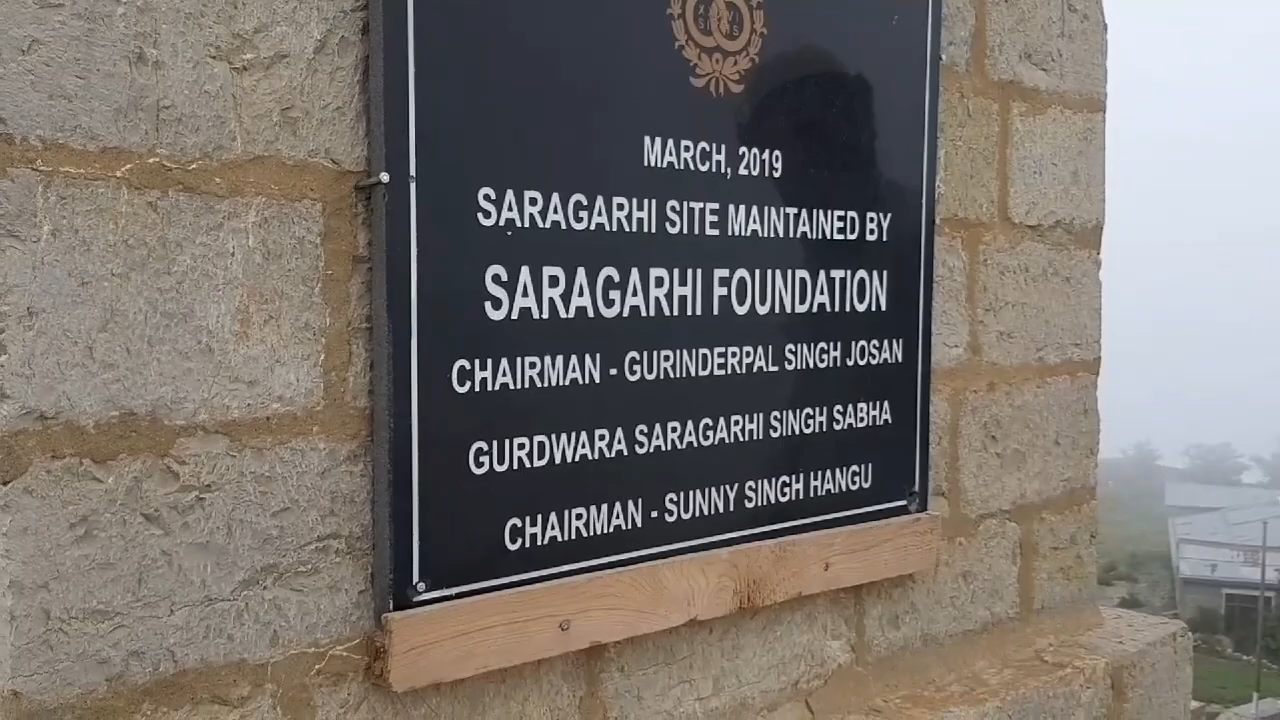 MARCH, 2019
SARAGARHI SITE MAINTAINED BY
SARAGARHI FOUNDATION
CHAIRMAN - GURINDERPAL SINGH JOSAN
GURDWARA SARAGARHI SINGH SABHA
CHAIRMAN - SUNNY SINGH HANGU